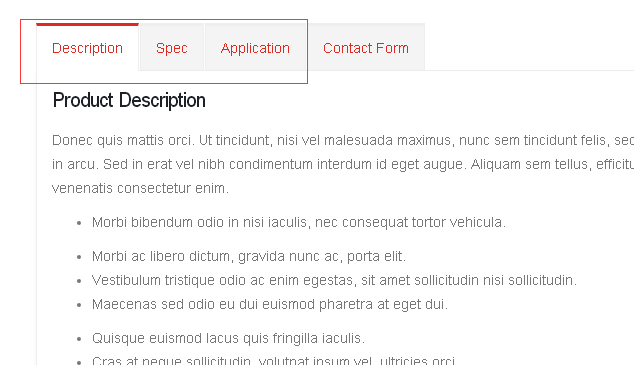 Description Spec Application Contact Form
Product Description
Donec quis mattis orci. Ut tincidunt, nisi vel malesuada maximus, nunc sem tincidunt felis, sed
in arcu. Sed in erat vel nibh condimentum interdum id eget augue. Aliquam sem tellus, efficitu
venenatis consectetur enim.
• Morbi bibendum odio in nisi iaculis, nec consequat tortor vehicula.
• Morbi ac libero dictum, gravida nunc ac, porta elit.
• Vestibulum tristique odio ac enim egestas, sit amet sollicitudin nisi sollicitudin.
• Maecenas sed odio eu dui euismod pharetra at eget dui.
• Quisque euismod lacus quis fringilla iaculis.
• Cras at neque sollicitudin, volutpat ipsum vel, ultricies orci.